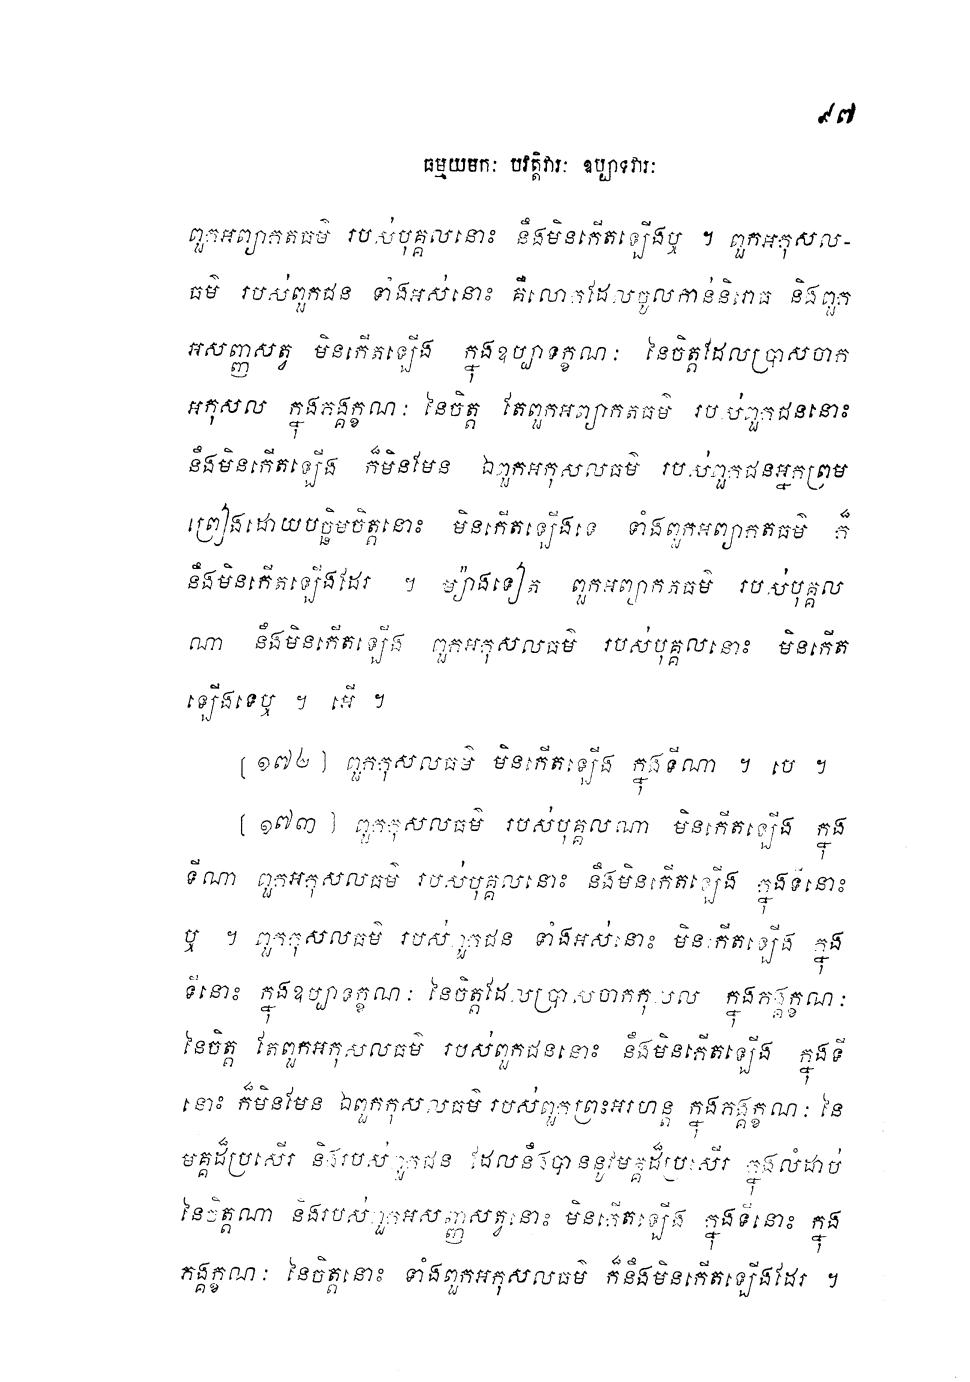 ៩៧
ធម្មយមកៈ បវត្តិវារៈ ឧប្បាទវារៈ
ពួកអព្យាកតធម៌ របស់បុគ្គលនោះ នឹងមិនកើតឡើងឬ ។ ពួកអកុសល-
ធម៌ របស់ពួកជន ទាំងអស់នោះ គឺលោកដែលចូលកាន់និរោធ និងពួក
អសញ្ញសត្វ មិនកើតឡើង ក្នុងឧប្បាទក្ខណៈ នៃចិត្តដែលប្រាសចាក
អកុសល ក្នុងភង្គក្ខណៈ នៃចិត្ត តែពួកអព្យាកតធម៌ របស់ពួកជននោះ
នឹងមិនកើតឡើង ក៏មិនមែន ឯពួកអកុសលធម៌ របស់ពួកជនអ្នកព្រម
ព្រៀងដោយបច្ឆិមចិត្តនោះ មិនកើតឡើងទេ ទាំងពួកអព្យាកតធម៌ ក៏
នឹងមិនកើតឡើងដែរ ។ ម្យ៉ាងទៀត ពួកអព្យាកតធម៌ របស់បុគ្គល
ណា នឹងមិនកើតឡើង ពួកអកុសលធម៌ របស់បុគ្គលនោះ មិនកើត
ឡើងទេឬ ។ អើ ។
[ ១៧២ ] ពួកកុសលធម៌ មិនកើតឡើង ក្នុងទីណា ។ បេ ។
[ ១៧៣ ] ពួកកុសលធម៌ របស់បុគ្គលណា មិនកើតឡើង ក្នុង
ទីណា ពួកអកុសលធម៌ របស់បុគ្គលនោះ នឹងមិនកើតឡើង ក្នុងទីនោះ
ឬ ។ ពួកកុសលធម៌ របស់ពួកជន ទាំងអស់នោះ មិនកើតឡើង ក្នុង
ទីនោះ ក្នុងឧប្បាទក្ខណៈ នៃចិត្តដែលប្រាសចាកកុសល ក្នុងភង្គក្ខណៈ
នៃចិត្ត តែពួកអកុសលធម៌ របស់ពួកជននោះ នឹងមិនកើតឡើង ក្នុងទី
នោះ ក៏មិនមែន ឯពួកកុសលធម៌ របស់ពួកព្រះអរហន្ត ក្នុងភង្គក្ខណៈ នៃ
មគ្គដ៏ប្រសើរ និងរបស់ពួកជន ដែលនឹងបាននូវមគ្គដ៏ប្រសើរ ក្នុងលំដាប់
នៃចិត្តណា និងរបស់ពួកអសញ្ញសត្វនោះ មិនកើតឡើង ក្នុងទីនោះ ក្នុង
ភង្គក្ខណៈ នៃចិត្តនោះ ទាំងពួកអកុសលធម៌ ក៏នឹងមិនកើតឡើងដែរ ។